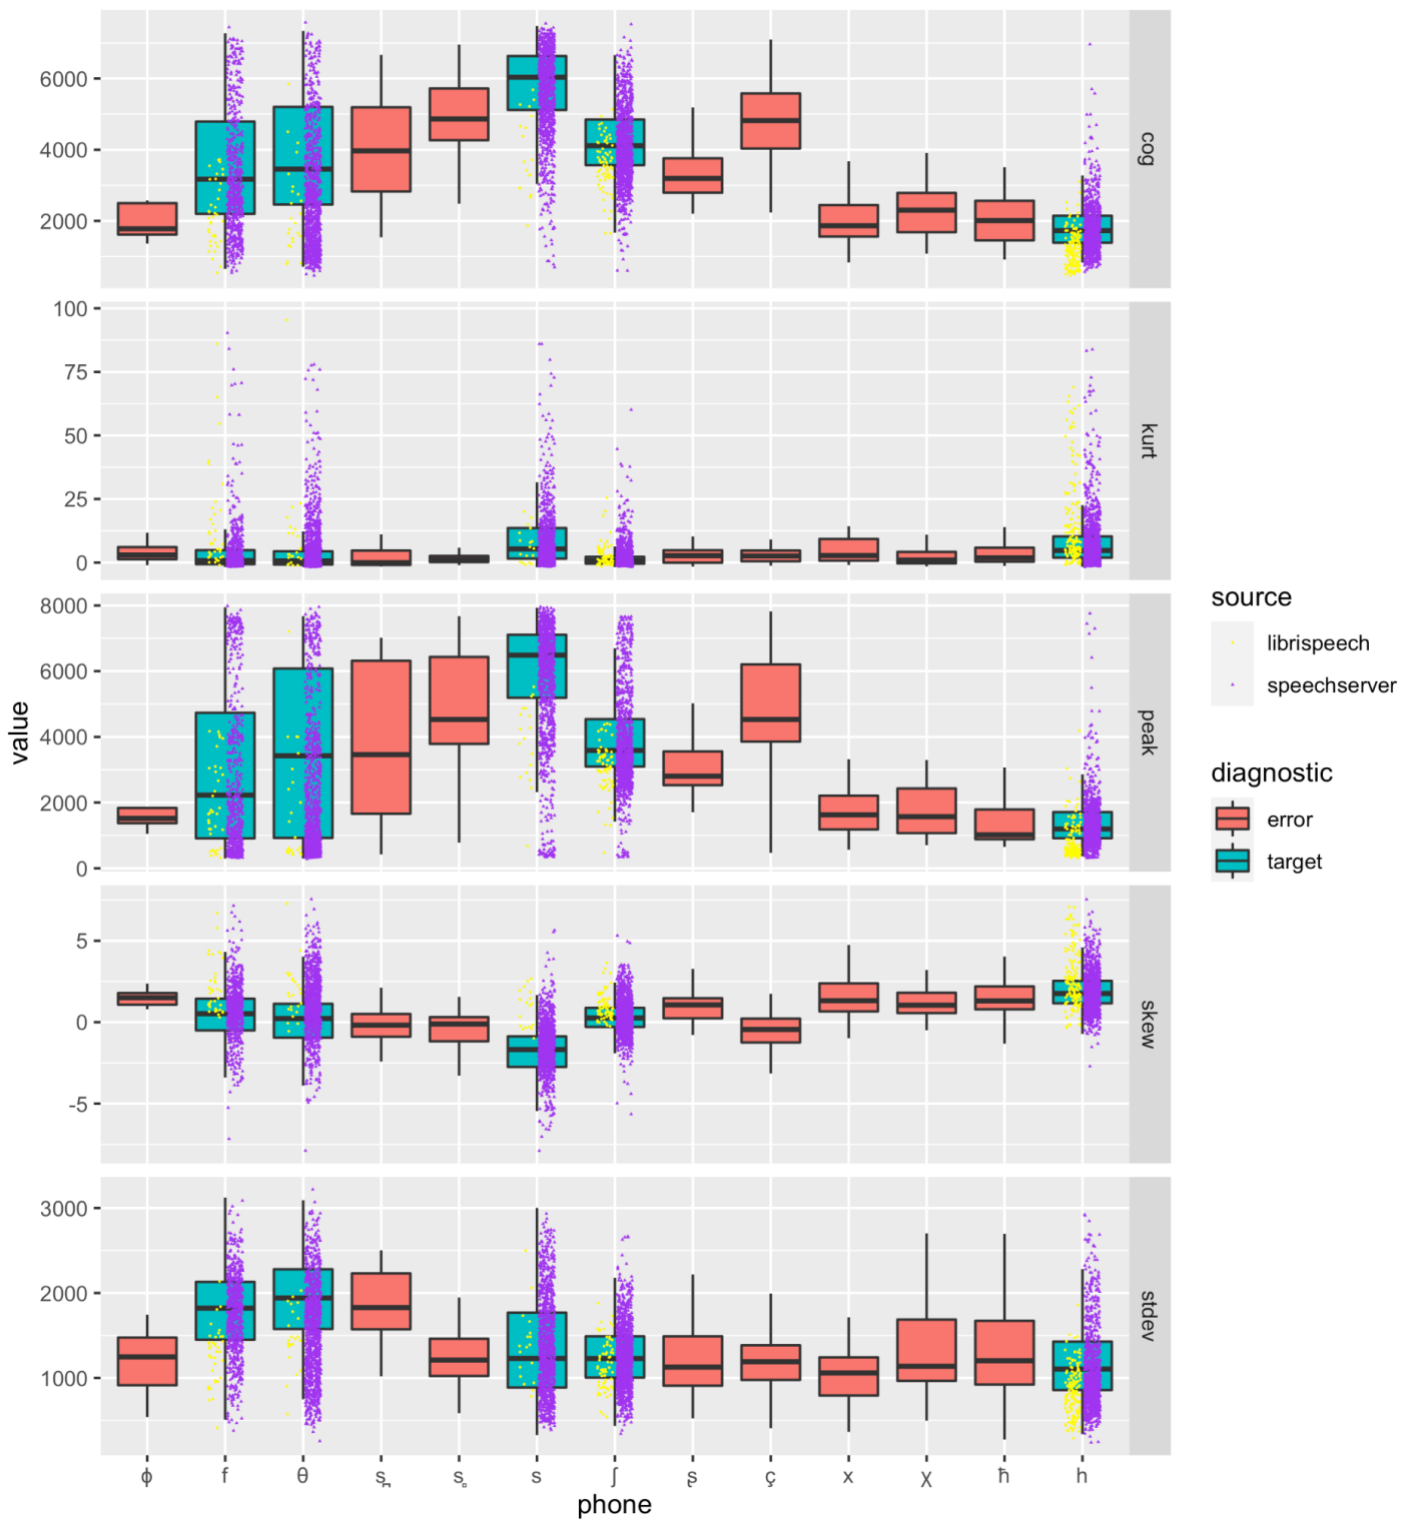 6000
4000
2000
cog
100
75
50
25
0
kurt
8000
6000
4000
2000
0
peak
5
0
-5
skew
3000
2000
1000
stdev
value
ɸ f θ s̪ s̻ s ʃ ʂ ç x χ ħ h
phone
source
librispeech
speechserver
diagnostic
error
target